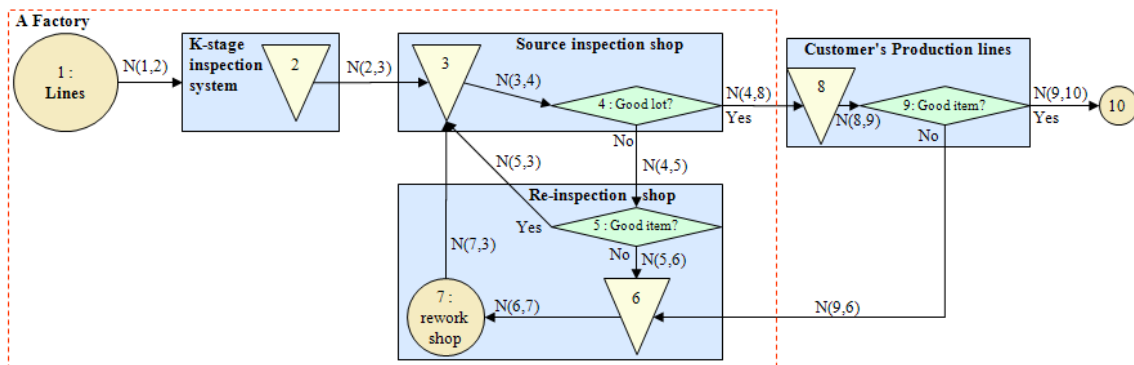 A Factory
1 :
Lines
N(1,2)
K-stage
inspection
system
2
N(2,3)
Source inspection shop
3
N(3,4)
4 : Good lot?
N(4,8)
Yes
No
N(4,5)
Customer's Production lines
8
N(8,9)
9: Good item?
N(9,10)
Yes
No
10
N(5,3)
Re-inspection shop
5 : Good item?
Yes
No
N(5,6)
6
N(6,7)
7 :
rework
shop
N(7,3)
N(9,6)